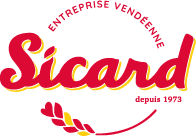 ENTREPRISE VENDÉENNE
Sicard
depuis 1973